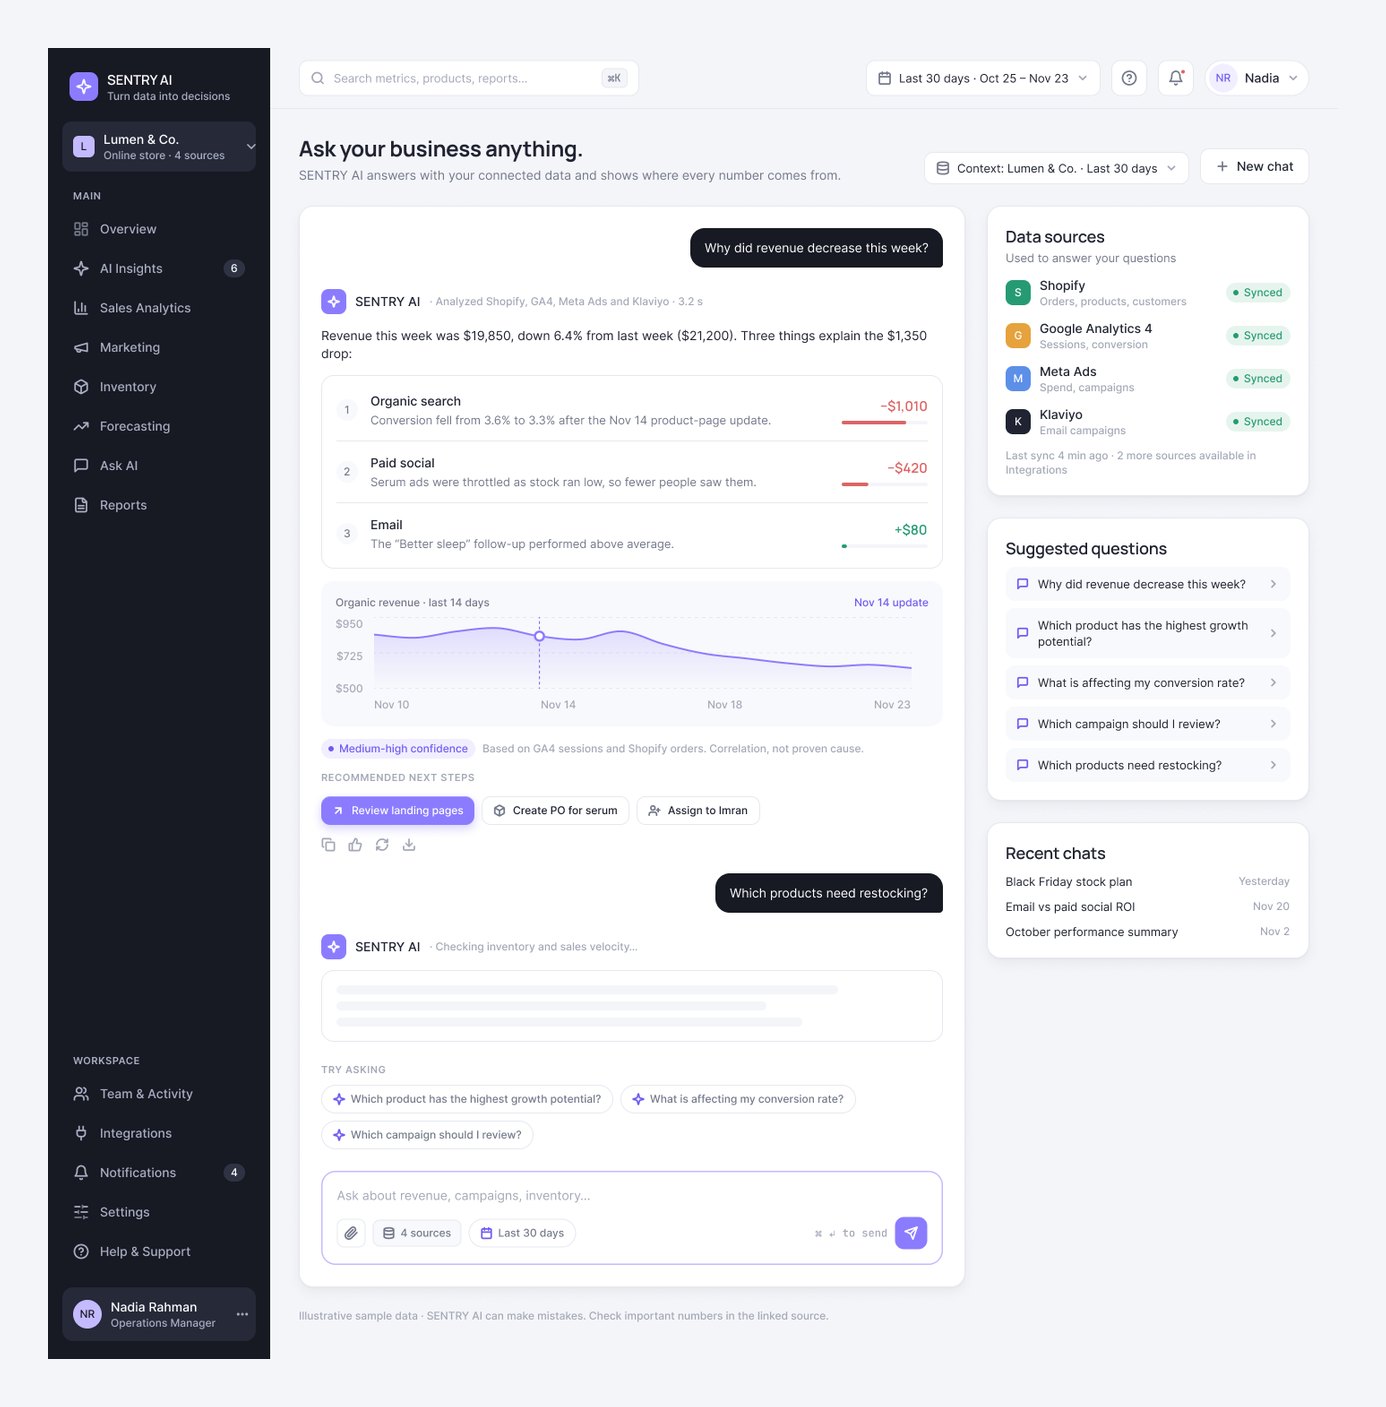 SENTRY AI
Turn data into decisions
L
Lumen & Co.
Online store · 4 sources
MAIN
Overview
AI Insights
6
Sales Analytics
Marketing
Inventory
Forecasting
Ask AI
Reports
WORKSPACE
Team & Activity
Integrations
Notifications
4
Settings
Help & Support
NR
Nadia Rahman
Operations Manager
Search metrics, products, reports...
⌘K
Last 30 days · Oct 25 – Nov 23
NR
Nadia
Ask your business anything.
SENTRY AI answers with your connected data and shows where every number comes from.
Context: Lumen & Co. · Last 30 days
New chat
Why did revenue decrease this week?
SENTRY AI
· Analyzed Shopify, GA4, Meta Ads and Klaviyo · 3.2 s
Revenue this week was $19,850, down 6.4% from last week ($21,200). Three things explain the $1,350
drop:
1
Organic search
Conversion fell from 3.6% to 3.3% after the Nov 14 product-page update.
−$1,010
2
Paid social
Serum ads were throttled as stock ran low, so fewer people saw them.
−$420
3
Email
The “Better sleep” follow-up performed above average.
+$80
Organic revenue · last 14 days
Nov 14 update
$950
$725
$500
Nov 10
Nov 14
Nov 18
Nov 23
Medium-high confidence
Based on GA4 sessions and Shopify orders. Correlation, not proven cause.
RECOMMENDED NEXT STEPS
Review landing pages
Create PO for serum
Assign to Imran
Which products need restocking?
SENTRY AI
· Checking inventory and sales velocity...
TRY ASKING
Which product has the highest growth potential?
What is affecting my conversion rate?
Which campaign should I review?
Ask about revenue, campaigns, inventory...
4 sources
Last 30 days
⌘ ↵ to send
Illustrative sample data · SENTRY AI can make mistakes. Check important numbers in the linked source.
Data sources
Used to answer your questions
S
Shopify
Orders, products, customers
Synced
G
Google Analytics 4
Sessions, conversion
Synced
M
Meta Ads
Spend, campaigns
Synced
K
Klaviyo
Email campaigns
Synced
Last sync 4 min ago · 2 more sources available in
Integrations
Suggested questions
Why did revenue decrease this week?
Which product has the highest growth
potential?
What is affecting my conversion rate?
Which campaign should I review?
Which products need restocking?
Recent chats
Black Friday stock plan
Yesterday
Email vs paid social ROI
Nov 20
October performance summary
Nov 2